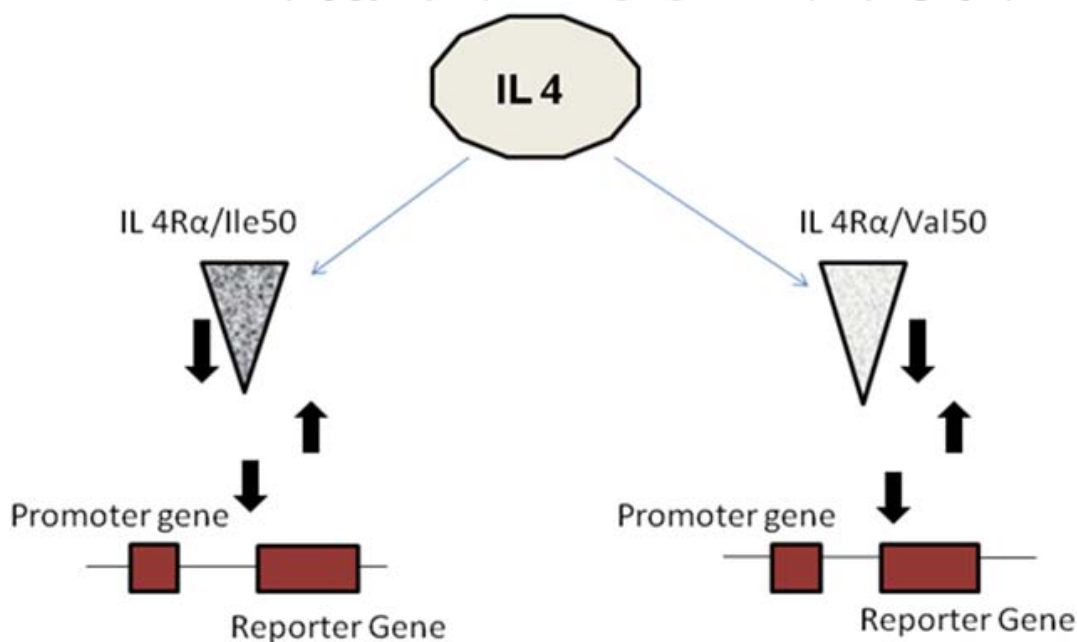 IL 4
IL 4Rα/Ile50
IL 4Rα/Val50
Promoter gene
Promoter gene
Reporter Gene
Reporter Gene